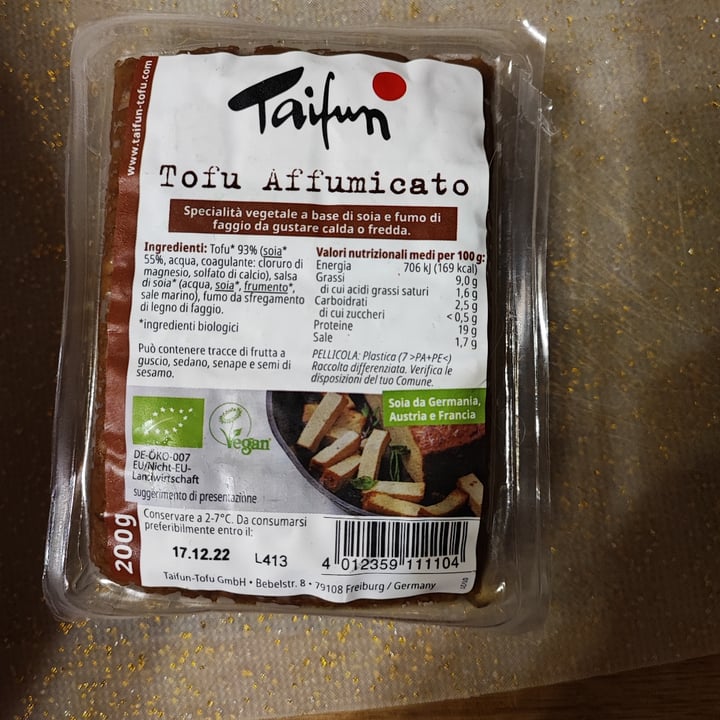 www.taifun-tofu.com
Taifun
Tofu Affumicato
Specialità vegetale a base di soia e fumo di
faggio da gustare calda o fredda.
Ingredienti: Tofu* 93% (soia*
55%, acqua, coagulante: cloruro di
magnesio, solfato di calcio), salsa
di soia* (acqua, soia*, frumento*,
sale marino), fumo da sfregamento
di legno di faggio.
*ingredienti biologici
Può contenere tracce di frutta a
guscio, sedano, senape e semi di
sesamo.
Valori nutrizionali medi per 100 g:
Energia 706 kJ (169 kcal)
Grassi 9,0 g
di cui acidi grassi saturi 1,6 g
Carboidrati 2,5 g
di cui zuccheri < 0,5 g
Proteine 19 g
Sale 1,7 g
PELLICOLA: Plastica (7 >PA+PE<)
Raccolta differenziata. Verifica le
disposizioni del tuo Comune.
Soia da Germania,
Austria e Francia
Vegan
DE-ÖKO-007
EU/Nicht-EU-
Landwirtschaft
suggerimento di presentazione
200g
Conservare a 2-7°C. Da consumarsi
preferibilmente entro il:
17.12.22 L413
4 012359 111104
Taifun-Tofu GmbH • Bebelstr. 8 • 79108 Freiburg / Germany